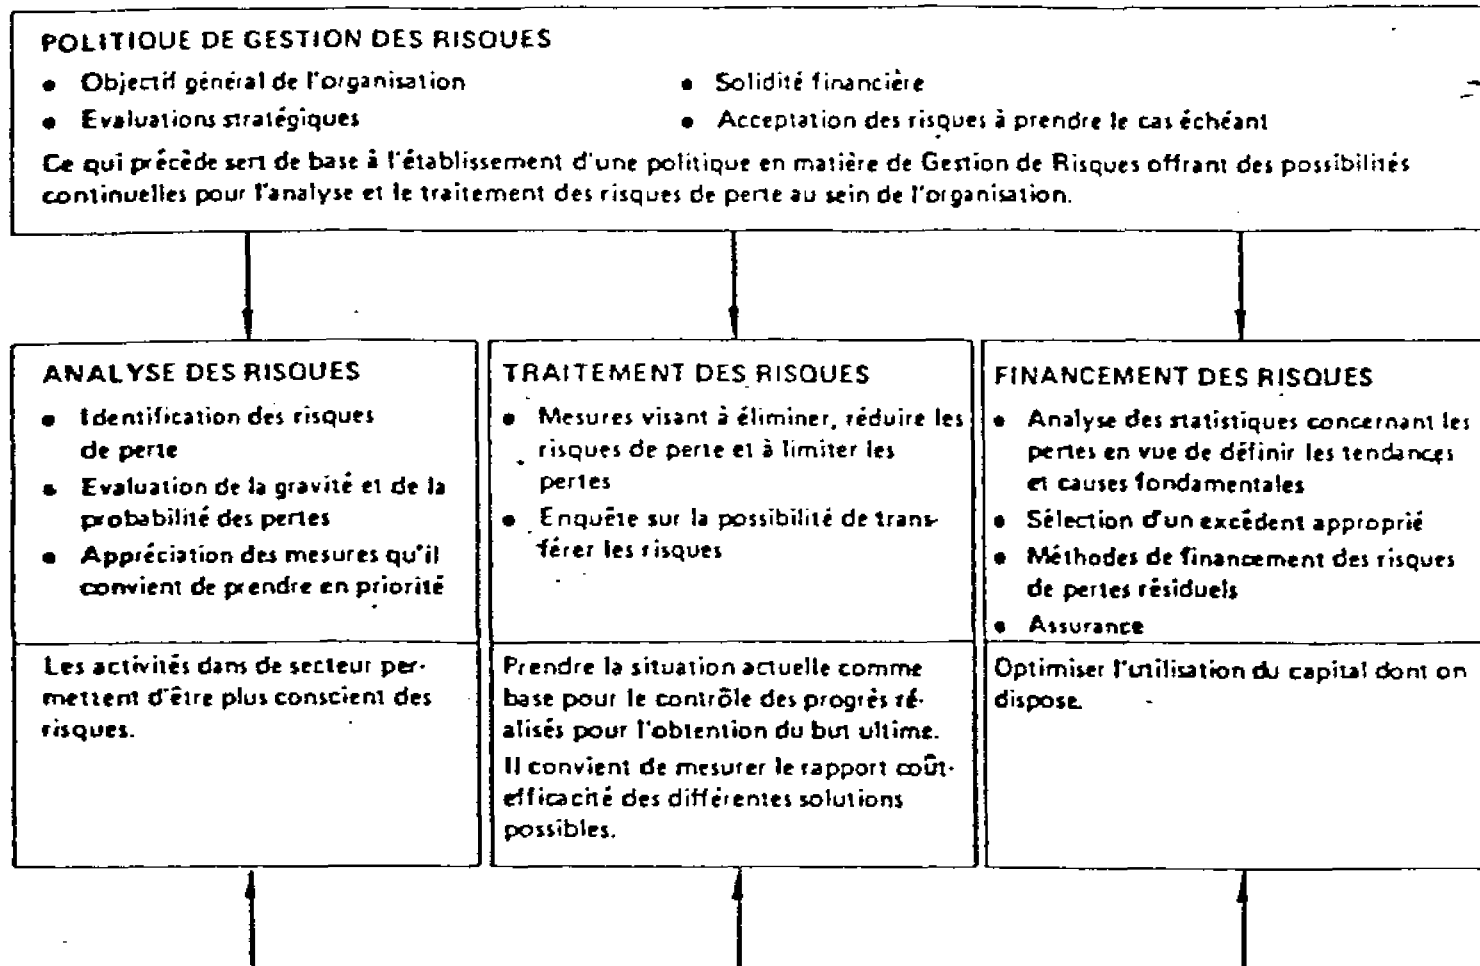 POLITIQUE DE GESTION DES RISQUES
• Objectif général de l'organisation
• Solidité financière
• Evaluations stratégiques
• Acceptation des risques à prendre le cas échéant
Ce qui précède sert de base à l'établissement d'une politique en matière de Gestion de Risques offrant des possibilités
continuelles pour l'analyse et le traitement des risques de perte au sein de l'organisation.
ANALYSE DES RISQUES
• Identification des risques
de perte
• Evaluation de la gravité et de la
probabilité des pertes
• Appréciation des mesures qu'il
convient de prendre en priorité
Les activités dans de secteur per-
mettent d'être plus conscient des
risques.
TRAITEMENT DES RISQUES
• Mesures visant à éliminer, réduire les
risques de perte et à limiter les
pertes
• Enquête sur la possibilité de trans-
férer les risques
Prendre la situation actuelle comme
base pour le contrôle des progrès ré-
alisés pour l'obtention du but ultime.
Il convient de mesurer le rapport coût-
efficacité des différentes solutions
possibles.
FINANCEMENT DES RISQUES
• Analyse des statistiques concernant les
pertes en vue de définir les tendances
et causes fondamentales
• Sélection d'un excédent approprié
• Méthodes de financement des risques
de pertes résiduels
• Assurance
Optimiser l'utilisation du capital dont on
dispose.